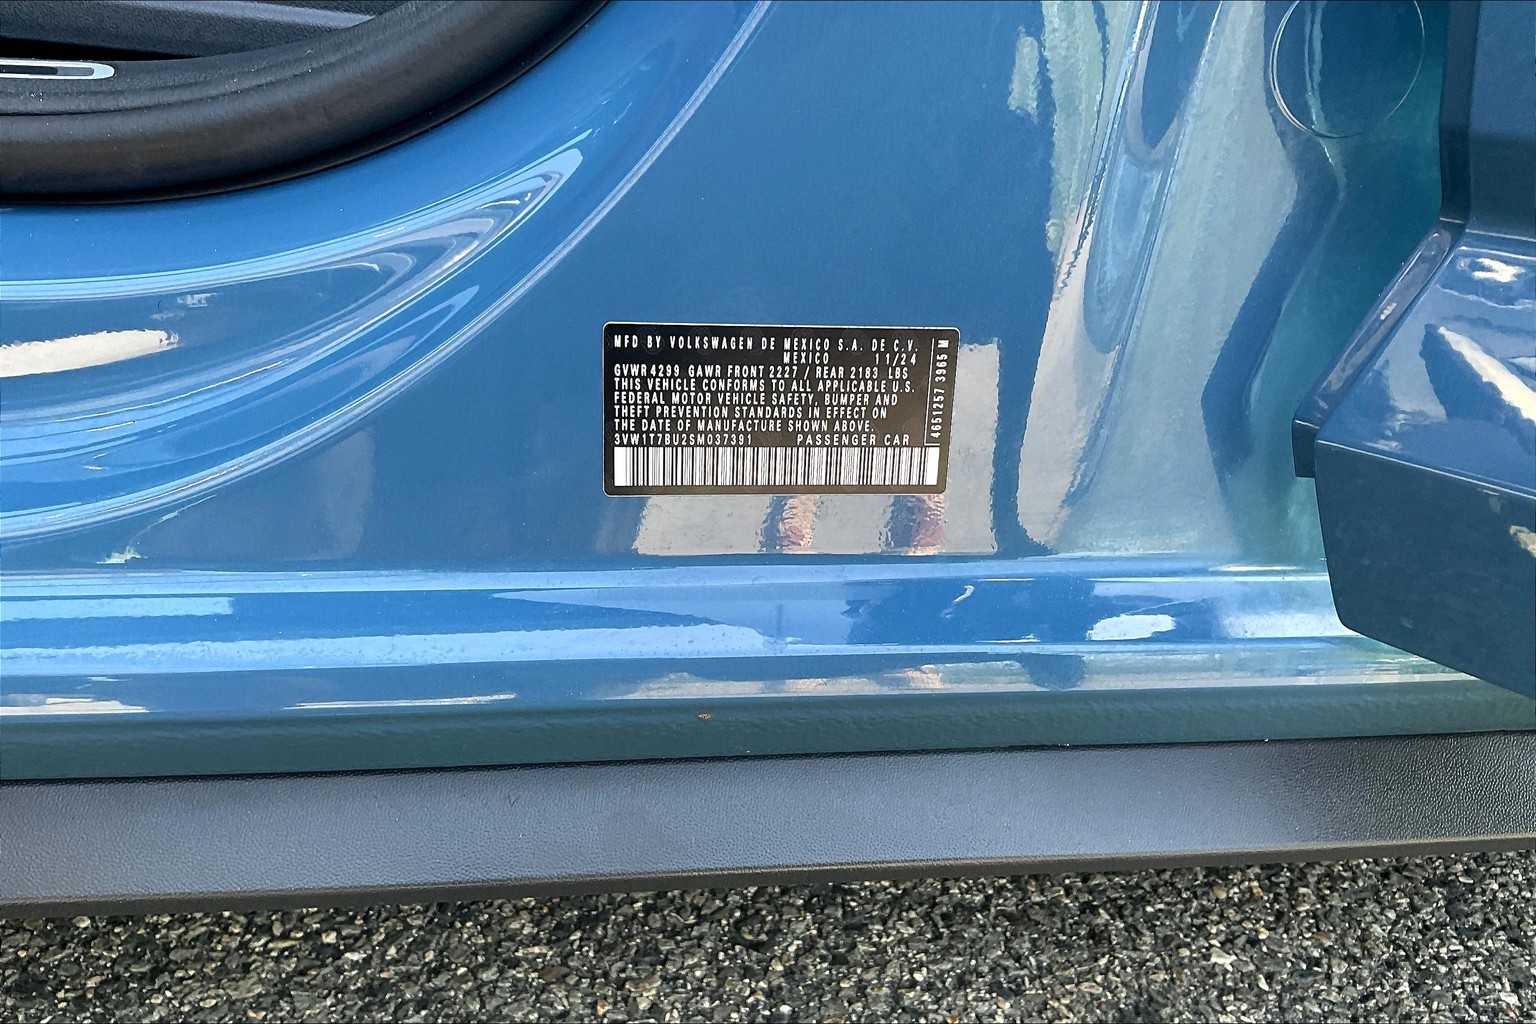 MFD BY VOLKSWAGEN DE MEXICO S.A. DE C.V.
MEXICO 11/24
GVWR 4299 GAWR FRONT 2227 / REAR 2183 LBS
THIS VEHICLE CONFORMS TO ALL APPLICABLE U.S.
FEDERAL MOTOR VEHICLE SAFETY, BUMPER AND
THEFT PREVENTION STANDARDS IN EFFECT ON
THE DATE OF MANUFACTURE SHOWN ABOVE.
3VW1T7BU2SM037391 PASSENGER CAR
4651257 3965 M